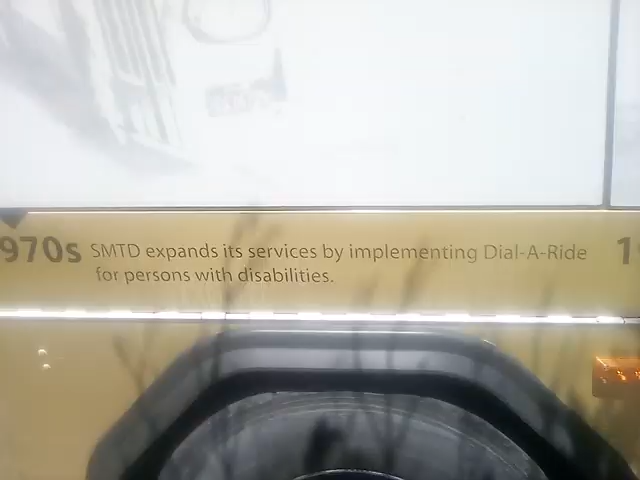 970s SMTD expands its services by implementing Dial-A-Ride
for persons with disabilities.